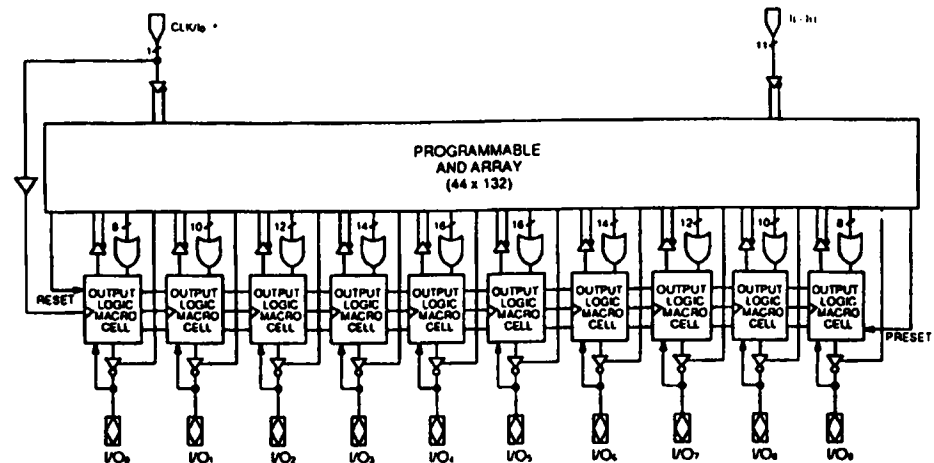 CLK/I₀ *
I₁ - I₁₁
11
PROGRAMMABLE
AND ARRAY
(44 x 132)
8 10 12 14 16 16 14 12 10 8
RESET
OUTPUT LOGIC MACRO CELL
OUTPUT LOGIC MACRO CELL
OUTPUT LOGIC MACRO CELL
OUTPUT LOGIC MACRO CELL
OUTPUT LOGIC MACRO CELL
OUTPUT LOGIC MACRO CELL
OUTPUT LOGIC MACRO CELL
OUTPUT LOGIC MACRO CELL
OUTPUT LOGIC MACRO CELL
OUTPUT LOGIC MACRO CELL
PRESET
I/O₀ I/O₁ I/O₂ I/O₃ I/O₄ I/O₅ I/O₆ I/O₇ I/O₈ I/O₉